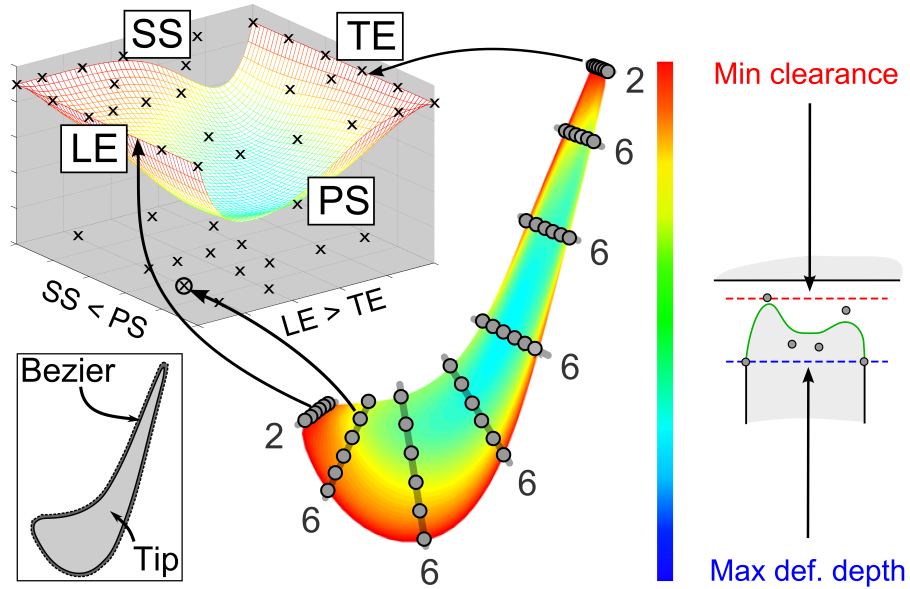 SS
TE
LE
PS
SS < PS
LE > TE
2
6
6
6
6
6
6
2
Min clearance
Max def. depth
Bezier
Tip